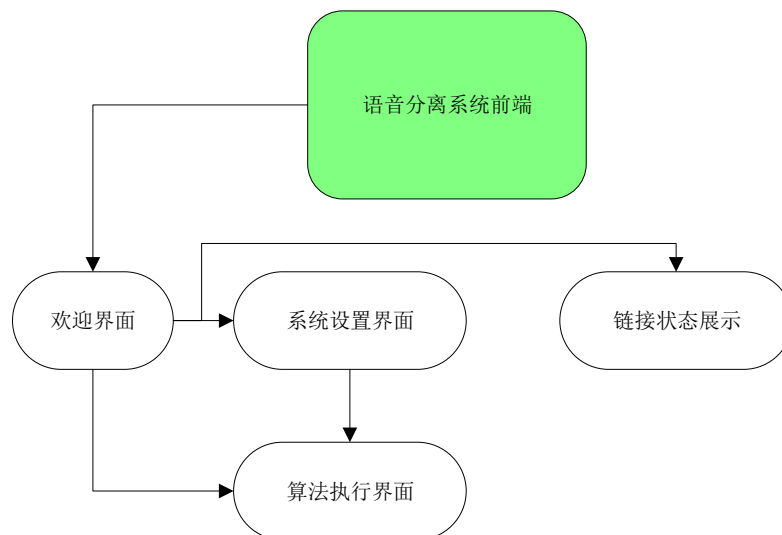 语音分离系统前端
欢迎界面
系统设置界面
链接状态展示
算法执行界面